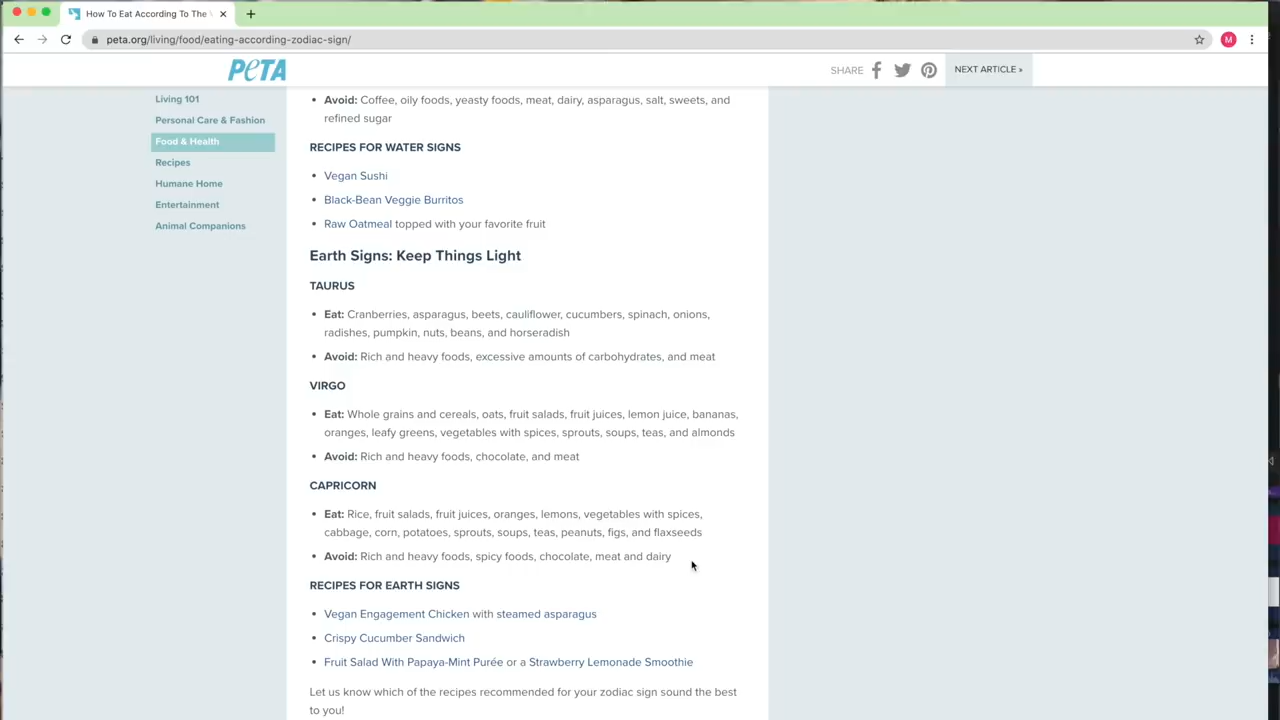 How To Eat According To The
peta.org/living/food/eating-according-zodiac-sign/
M
PETA
SHARE
NEXT ARTICLE »
Living 101
Personal Care & Fashion
Food & Health
Recipes
Humane Home
Entertainment
Animal Companions
• Avoid: Coffee, oily foods, yeasty foods, meat, dairy, asparagus, salt, sweets, and
refined sugar
RECIPES FOR WATER SIGNS
• Vegan Sushi
• Black-Bean Veggie Burritos
• Raw Oatmeal topped with your favorite fruit
Earth Signs: Keep Things Light
TAURUS
• Eat: Cranberries, asparagus, beets, cauliflower, cucumbers, spinach, onions,
radishes, pumpkin, nuts, beans, and horseradish
• Avoid: Rich and heavy foods, excessive amounts of carbohydrates, and meat
VIRGO
• Eat: Whole grains and cereals, oats, fruit salads, fruit juices, lemon juice, bananas,
oranges, leafy greens, vegetables with spices, sprouts, soups, teas, and almonds
• Avoid: Rich and heavy foods, chocolate, and meat
CAPRICORN
• Eat: Rice, fruit salads, fruit juices, oranges, lemons, vegetables with spices,
cabbage, corn, potatoes, sprouts, soups, teas, peanuts, figs, and flaxseeds
• Avoid: Rich and heavy foods, spicy foods, chocolate, meat and dairy
RECIPES FOR EARTH SIGNS
• Vegan Engagement Chicken with steamed asparagus
• Crispy Cucumber Sandwich
• Fruit Salad With Papaya-Mint Purée or a Strawberry Lemonade Smoothie
Let us know which of the recipes recommended for your zodiac sign sound the best
to you!